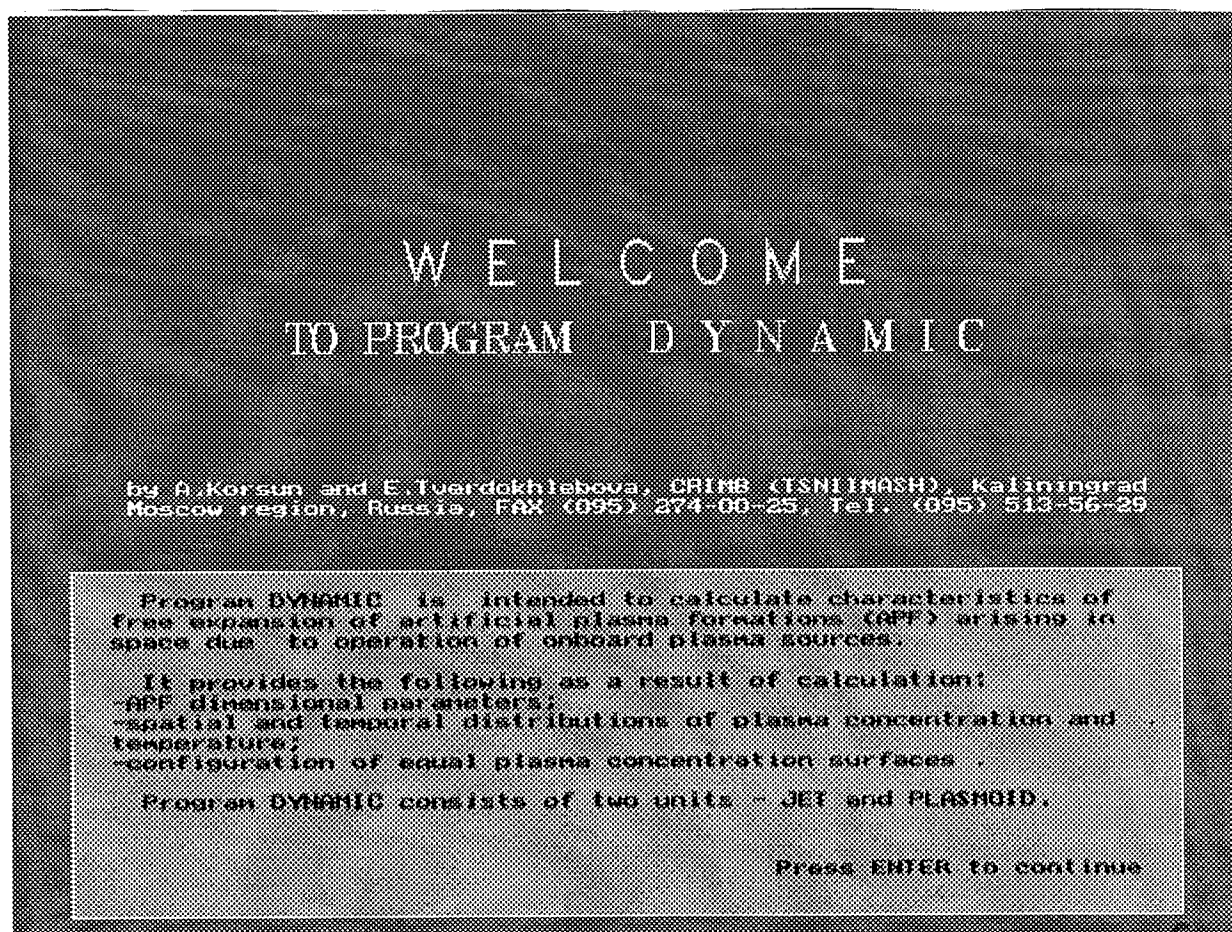 WELCOME
TO PROGRAM DYNAMIC
by A.Korsun and E.Tverdokhlebova, CRIMB (TSNIIMASH), Kaliningrad
Moscow region, Russia, FAX (095) 274-00-25, Tel. (095) 513-56-29
Program DYNAMIC is intended to calculate characteristics of
free expansion of artificial plasma formations (APF) arising in
space due to operation of onboard plasma sources.
It provides the following as a result of calculation:
-APF dimensional parameters;
-spatial and temporal distributions of plasma concentration and
temperature;
-configuration of equal plasma concentration surfaces .
Program DYNAMIC consists of two units - JET and PLASMOID.
Press ENTER to continue